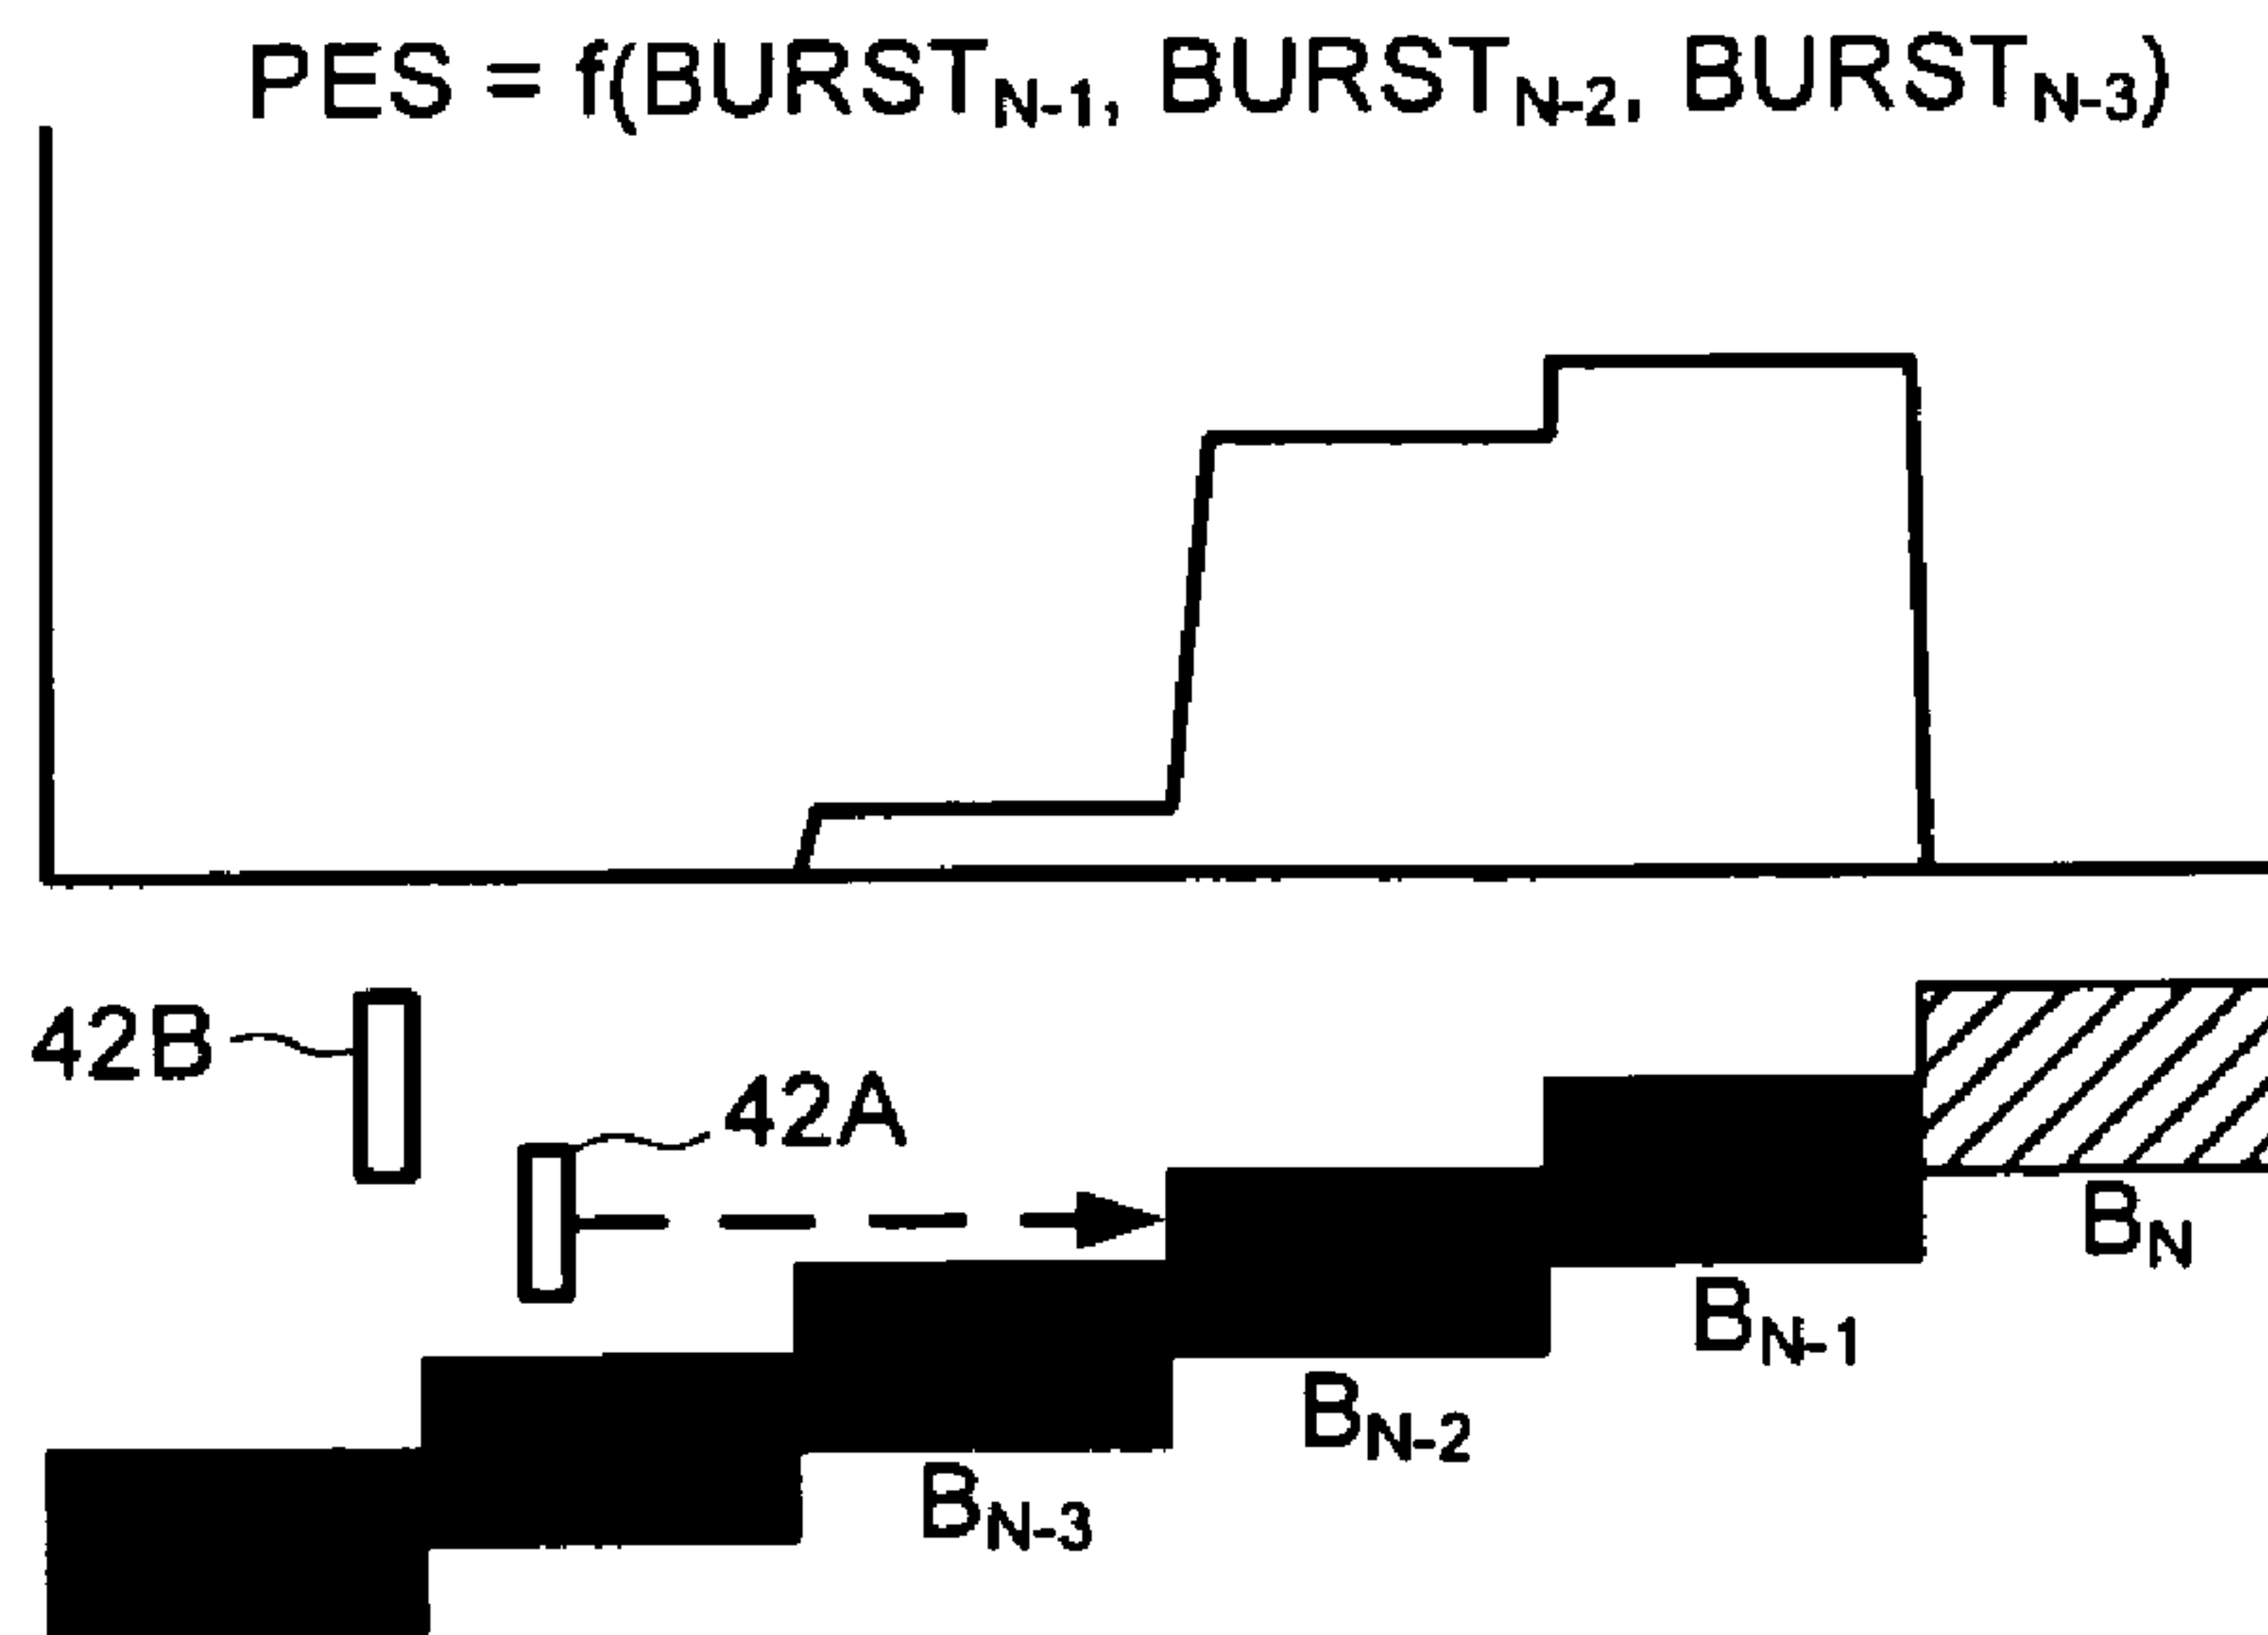 PES = f(BURST_N-1, BURST_N-2, BURST_N-3)
42B
42A
B_N
B_N-1
B_N-2
B_N-3